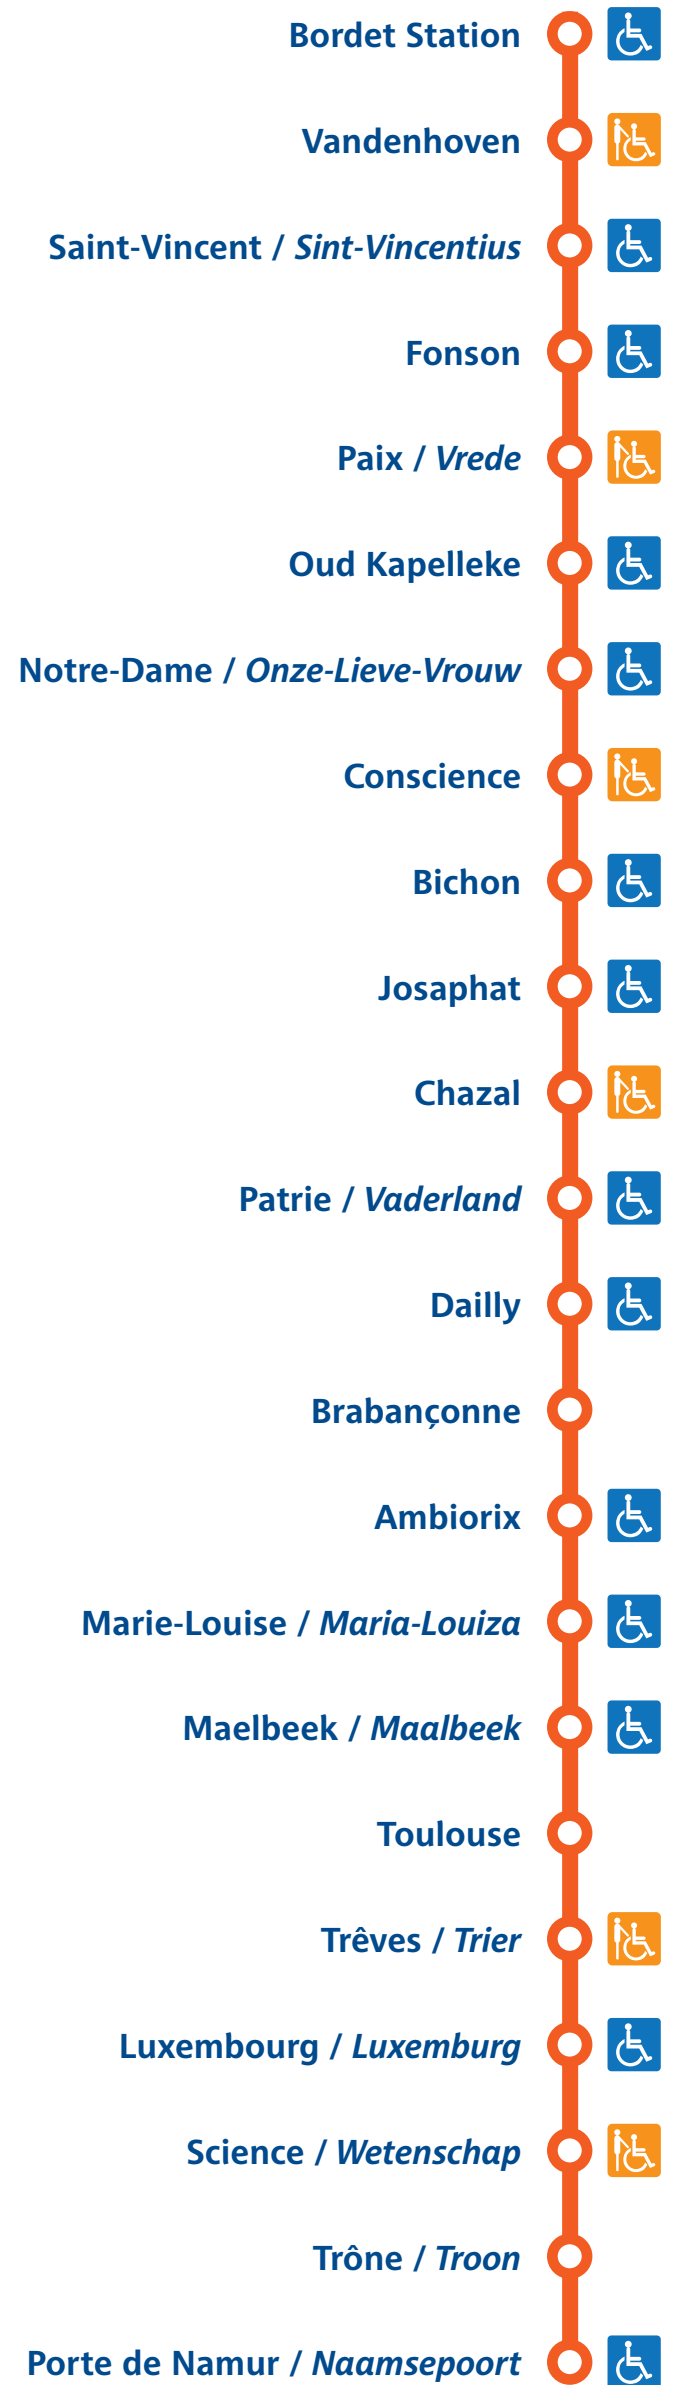 Bordet Station
Vandenhoven
Saint-Vincent / Sint-Vincentius
Fonson
Paix / Vrede
Oud Kapelleke
Notre-Dame / Onze-Lieve-Vrouw
Conscience
Bichon
Josaphat
Chazal
Patrie / Vaderland
Dailly
Brabançonne
Ambiorix
Marie-Louise / Maria-Louiza
Maelbeek / Maalbeek
Toulouse
Trêves / Trier
Luxembourg / Luxemburg
Science / Wetenschap
Trône / Troon
Porte de Namur / Naamsepoort